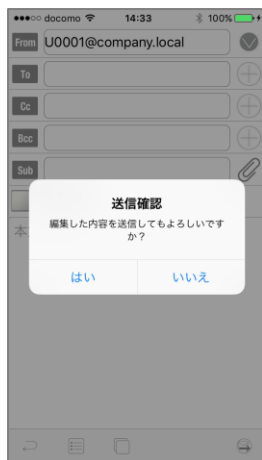 docomo 14:33 100%
From U0001@company.local
To
Cc
Bcc
Sub
送信確認
編集した内容を送信してもよろしいです
か？
はい いいえ
本